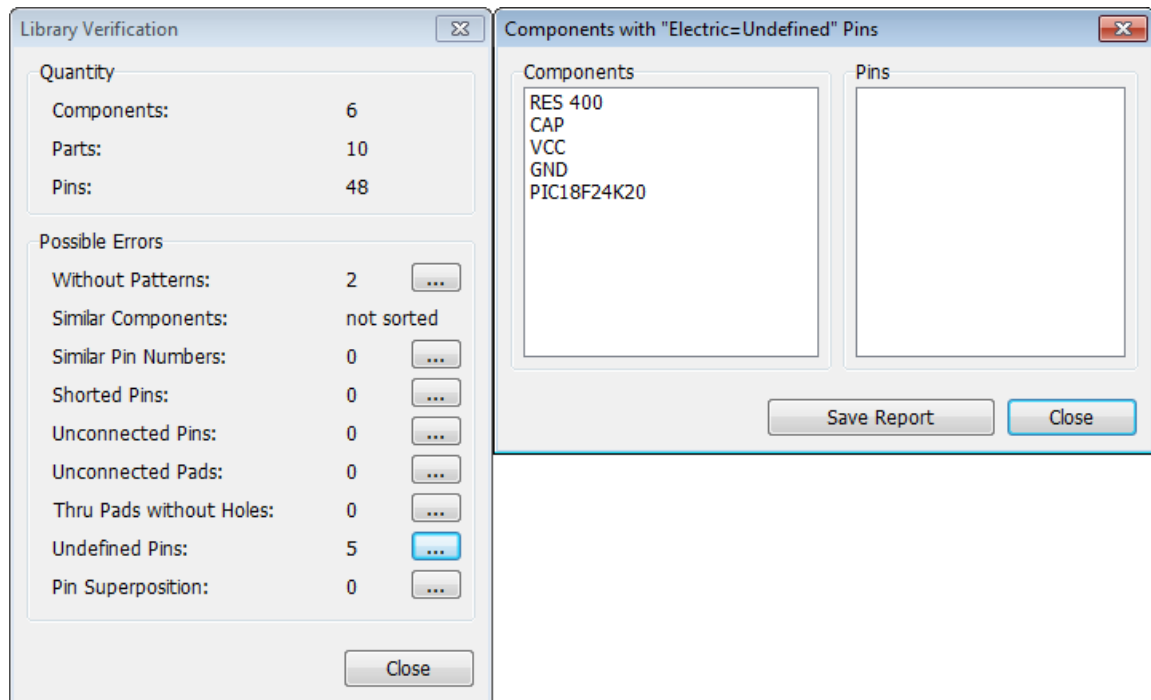 Library Verification
Quantity
Components: 6
Parts: 10
Pins: 48
Possible Errors
Without Patterns: 2 ...
Similar Components: not sorted
Similar Pin Numbers: 0 ...
Shorted Pins: 0 ...
Unconnected Pins: 0 ...
Unconnected Pads: 0 ...
Thru Pads without Holes: 0 ...
Undefined Pins: 5 ...
Pin Superposition: 0 ...
Close
Components with "Electric=Undefined" Pins
Components
RES 400
CAP
VCC
GND
PIC18F24K20
Pins
Save Report Close